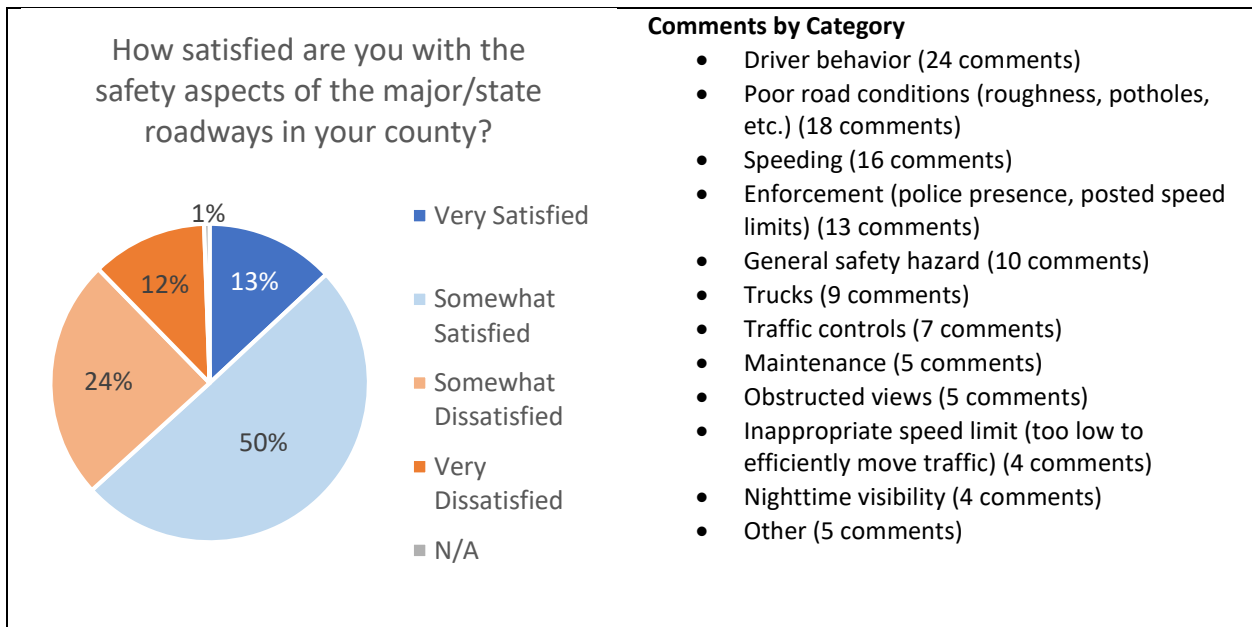 How satisfied are you with the
safety aspects of the major/state
roadways in your county?
1%
12%
13%
24%
50%
Very Satisfied
Somewhat
Satisfied
Somewhat
Dissatisfied
Very
Dissatisfied
N/A
Comments by Category
• Driver behavior (24 comments)
• Poor road conditions (roughness, potholes,
etc.) (18 comments)
• Speeding (16 comments)
• Enforcement (police presence, posted speed
limits) (13 comments)
• General safety hazard (10 comments)
• Trucks (9 comments)
• Traffic controls (7 comments)
• Maintenance (5 comments)
• Obstructed views (5 comments)
• Inappropriate speed limit (too low to
efficiently move traffic) (4 comments)
• Nighttime visibility (4 comments)
• Other (5 comments)